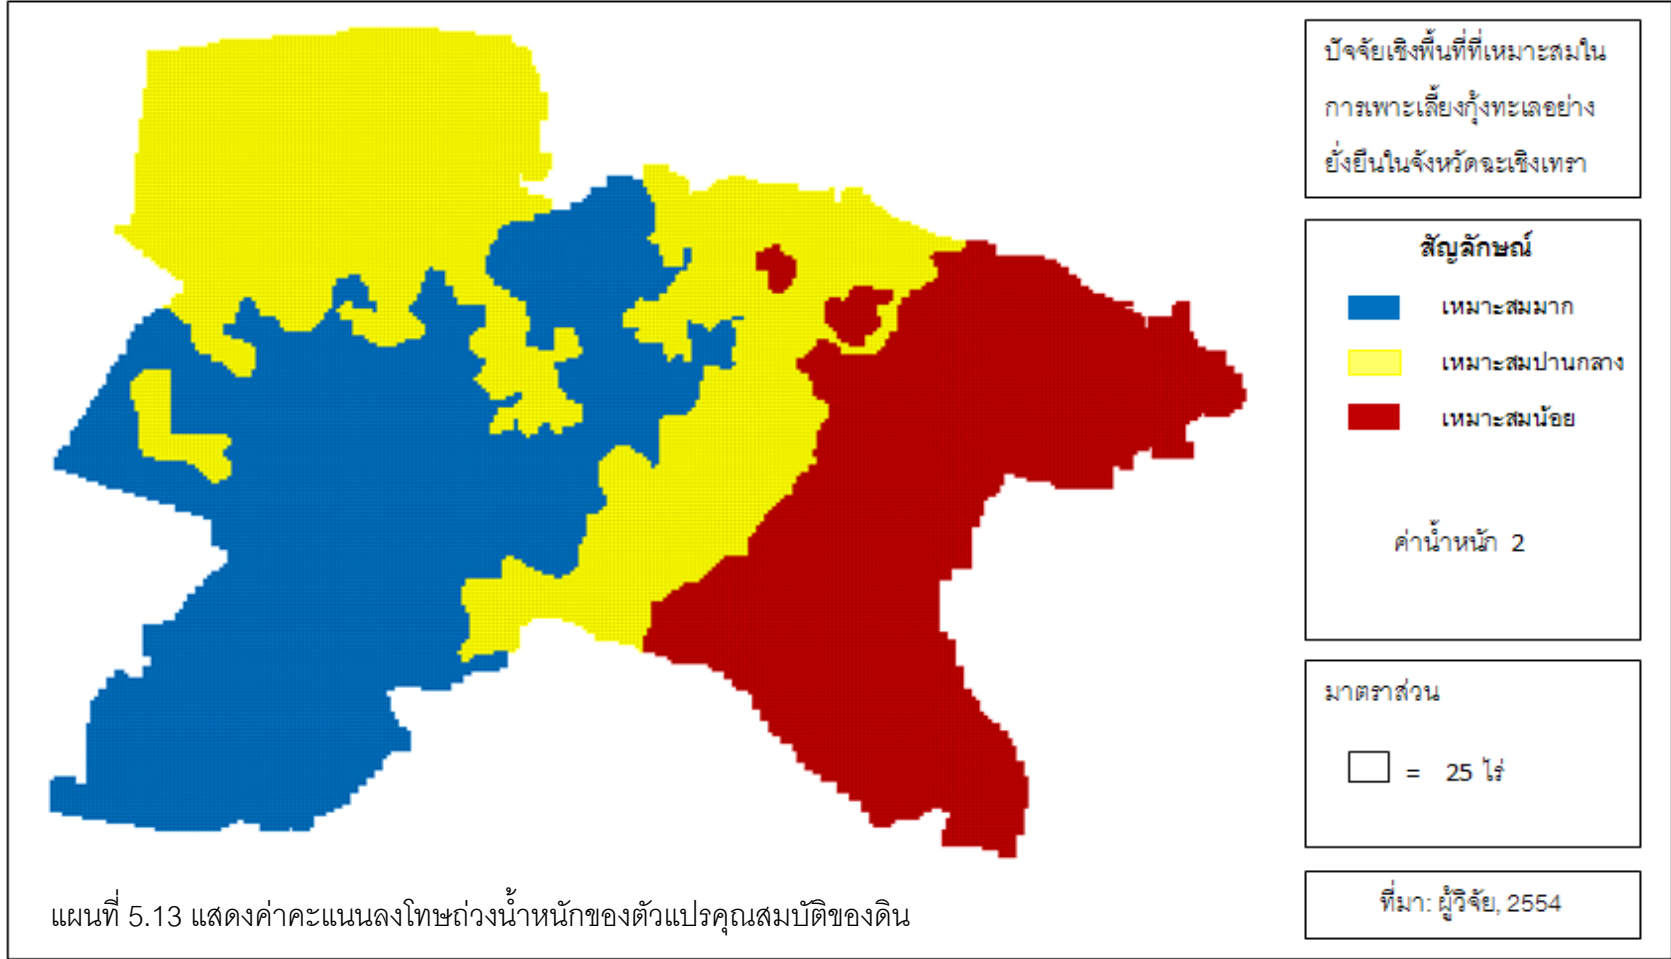 ปัจจัยเชิงพื้นที่ที่เหมาะสมใน
การเพาะเลี้ยงกุ้งทะเลอย่าง
ยั่งยืนในจังหวัดฉะเชิงเทรา
สัญลักษณ์
เหมาะสมมาก
เหมาะสมปานกลาง
เหมาะสมน้อย
ค่าน้ำหนัก 2
มาตราส่วน
= 25 ไร่
ที่มา: ผู้วิจัย, 2554
แผนที่ 5.13 แสดงค่าคะแนนลงโทษถ่วงน้ำหนักของตัวแปรคุณสมบัติของดิน